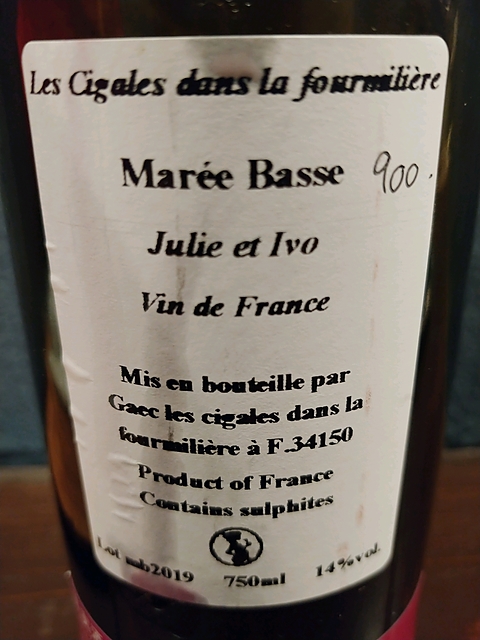 Les Cigales dans la fourmilière
Marée Basse 900.
Julie et Ivo
Vin de France
Mis en bouteille par
Gaec les cigales dans la
fourmilière à F.34150
Product of France
Contains sulphites
Lot mb2019 750ml 14%vol.